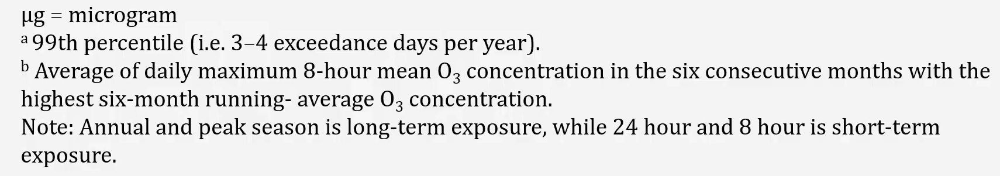 µg = microgram
ᵃ 99th percentile (i.e. 3–4 exceedance days per year).
ᵇ Average of daily maximum 8-hour mean O₃ concentration in the six consecutive months with the
highest six-month running- average O₃ concentration.
Note: Annual and peak season is long-term exposure, while 24 hour and 8 hour is short-term
exposure.